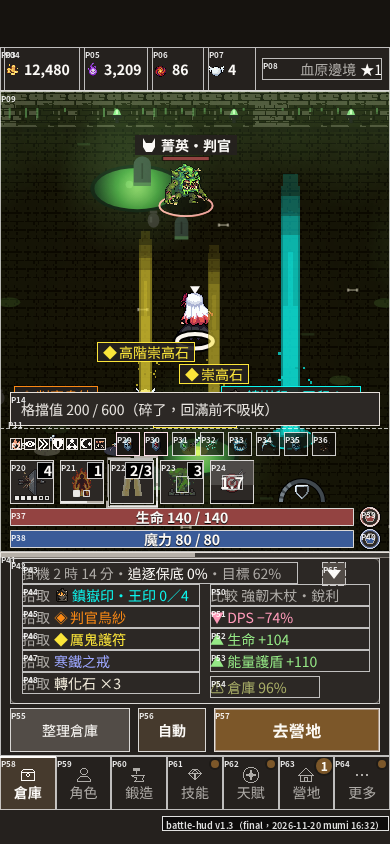 P04 12,480
P05 3,209
P06 86
P07 4
P08 血原邊境 ★1
P09
菁英·判官
◆高階崇高石
◆崇高石
P14
格擋值 200 / 600（碎了，回滿前不吸收）
P11
P29 P30 P31 P32 P33 P34 P35 P36
P20 4
P21 1
P22 2/3
P23 3
P24 1.7
P37 生命 140 / 140 P39
P38 魔力 80 / 80 P40
P41
掛機 2 時 14 分·追逐保底 0%·目標 62%
拾取 鎮獄印·王印 0／4
拾取 ◈判官烏紗
拾取 ◆厲鬼護符
P47 拾取 寒鐵之戒
P48 拾取 轉化石 ×3
比較 強韌木杖·銳利
P51 ▼DPS −74%
P52 ▲生命 +104
P53 ▲能量護盾 +110
P54 倉庫 96%
P55 整理倉庫
P56 自動
P57 去營地
P58 倉庫
P59 角色
P60 鍛造
P61 技能
P62 天賦
P63 1 營地
P64 更多
battle-hud v1.3（final，2026-11-20 mumi 16:32）